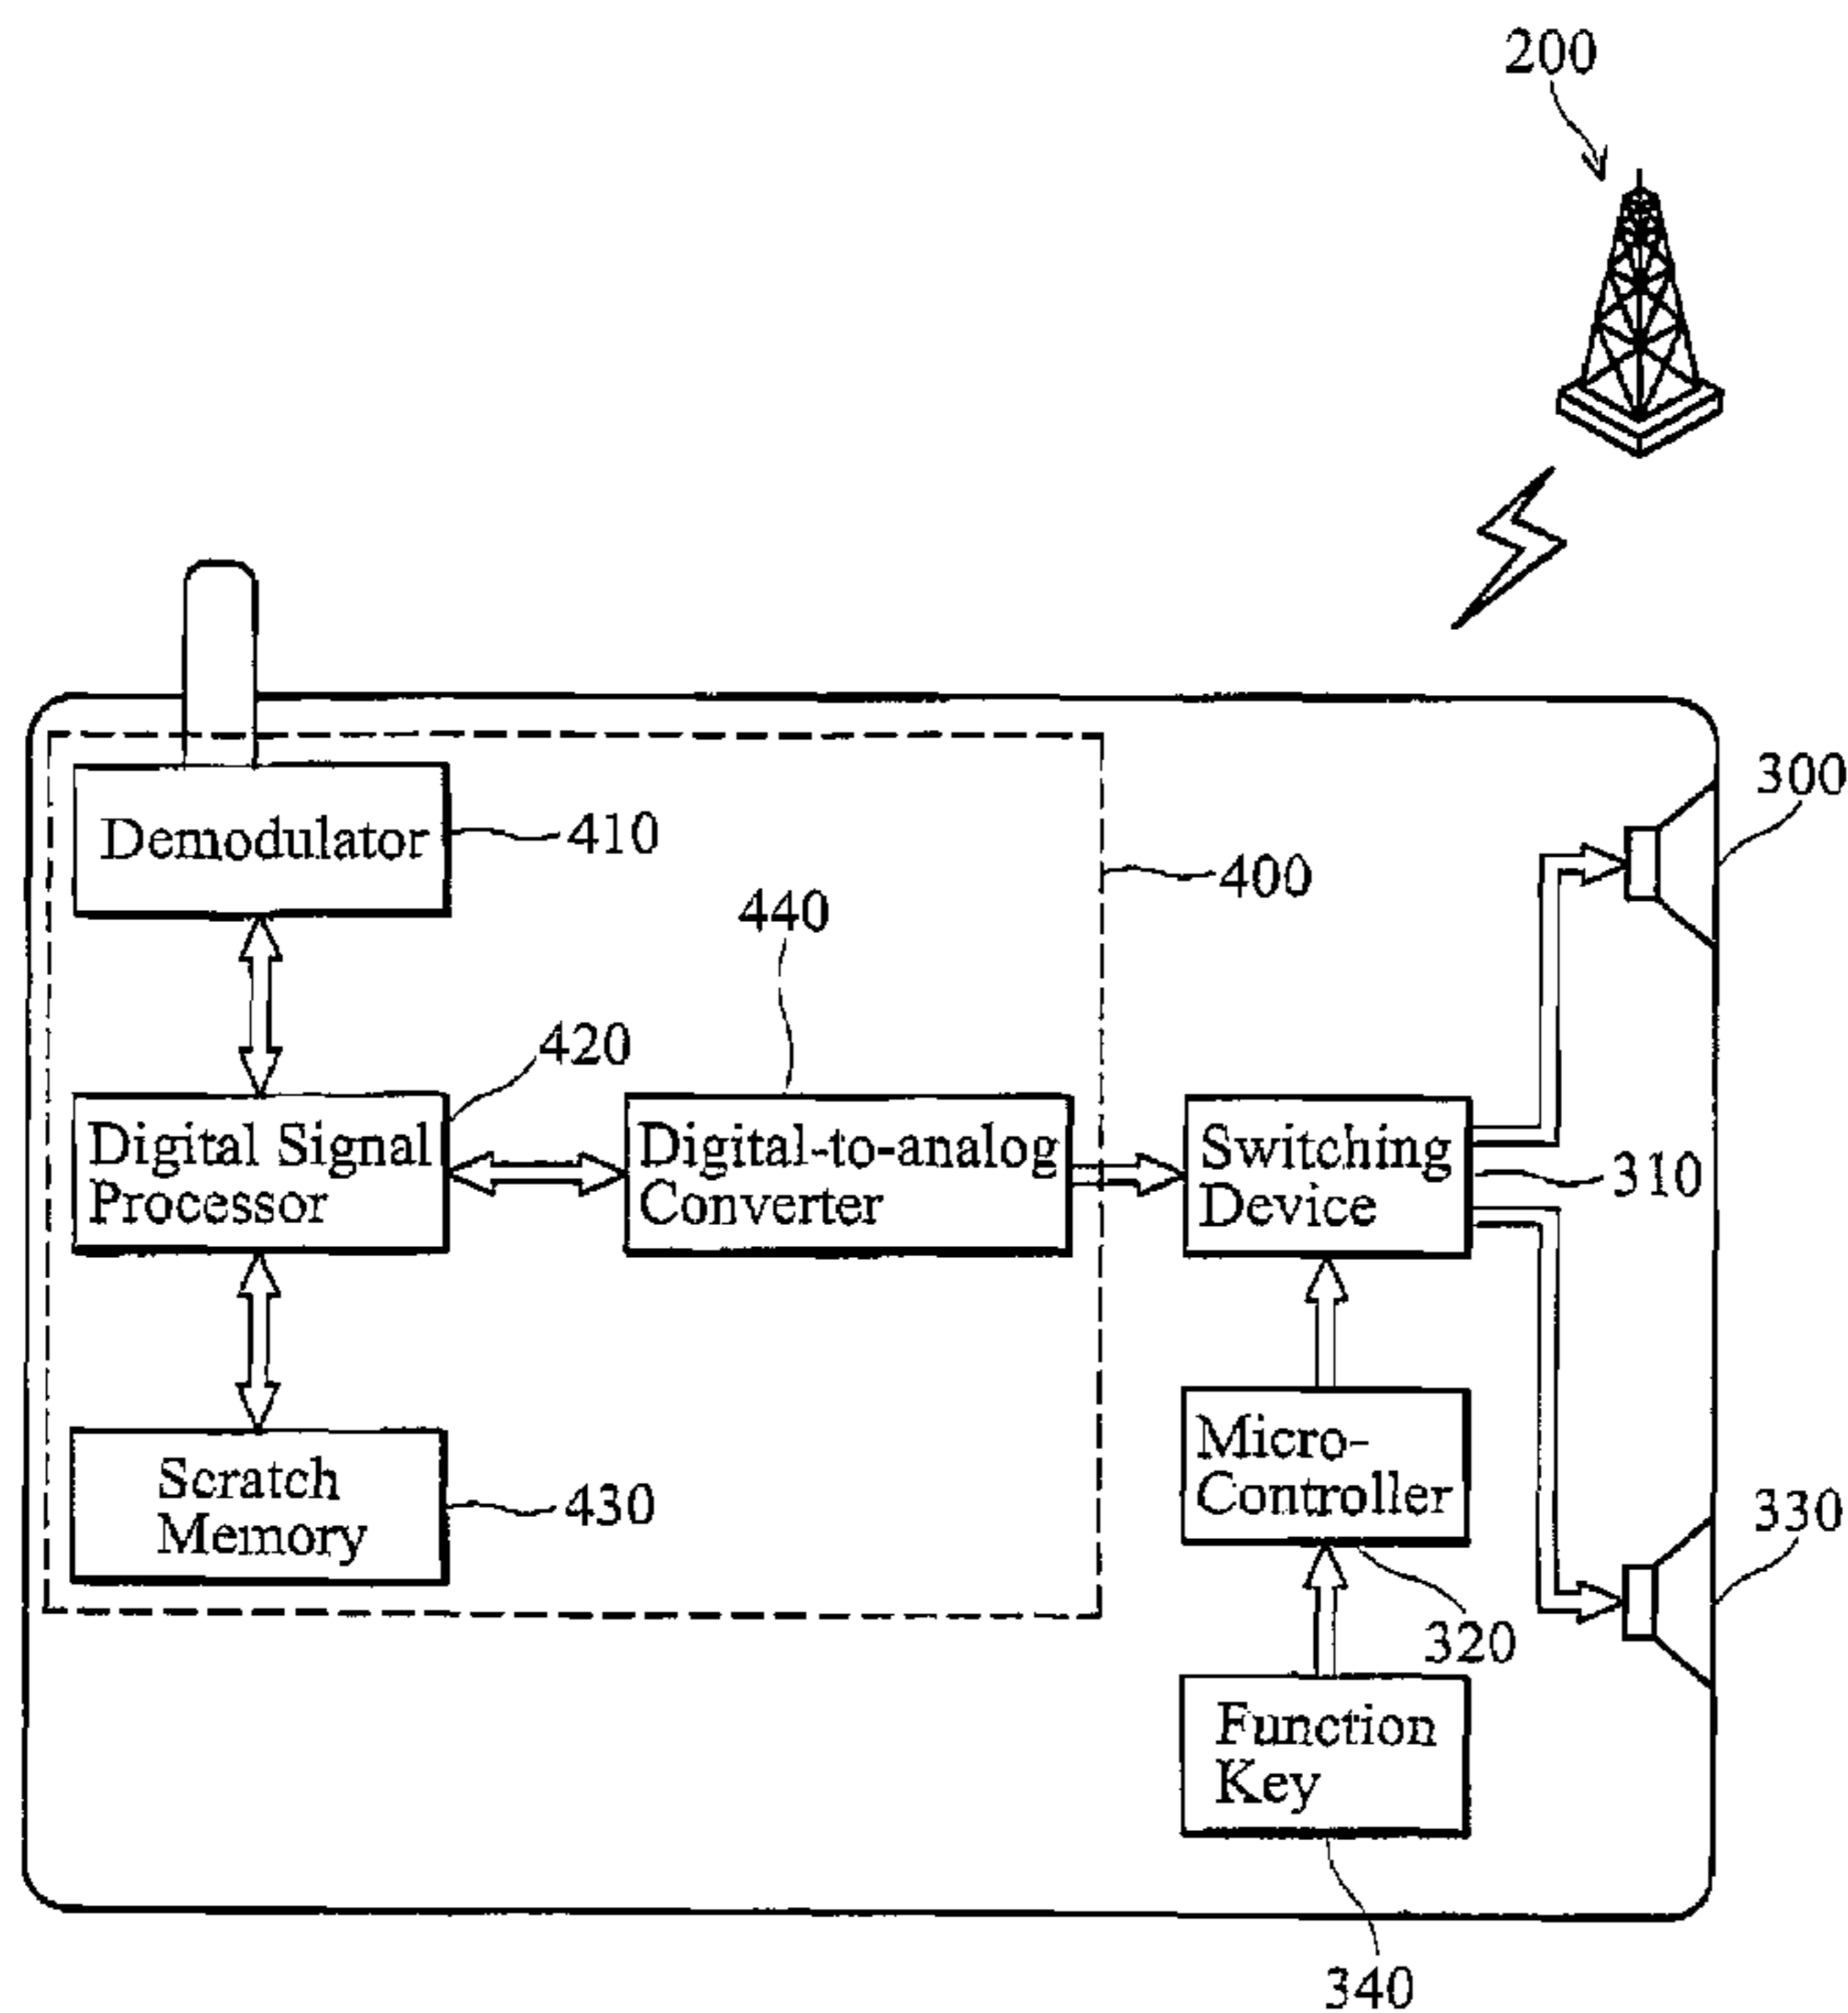 200
300
Demodulator
410
400
440
420
Digital Signal
Processor
Digital-to-analog
Converter
Switching
Device
310
Micro-
Controller
Scratch
Memory
430
330
320
Function
Key
340